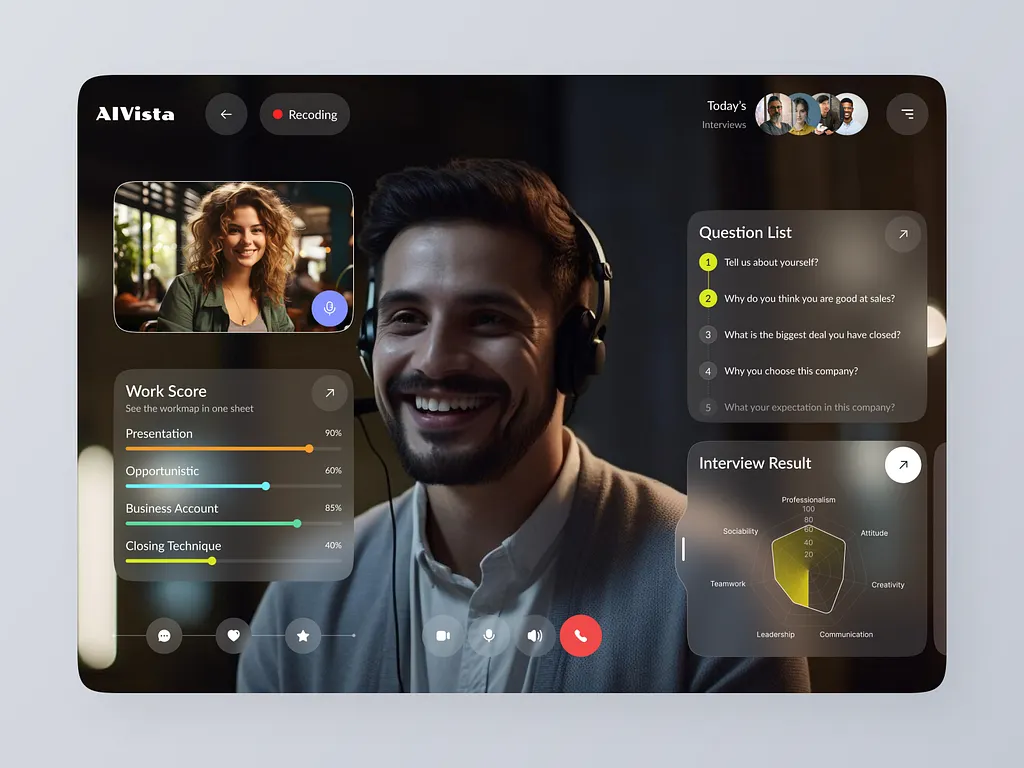 AIVista
Recoding
Today's
Interviews
Work Score
See the workmap in one sheet
Presentation 90%
Opportunistic 60%
Business Account 85%
Closing Technique 40%
Question List
1 Tell us about yourself?
2 Why do you think you are good at sales?
3 What is the biggest deal you have closed?
4 Why you choose this company?
5 What your expectation in this company?
Interview Result
Professionalism
100
80
60
40
20
Sociability
Attitude
Teamwork
Creativity
Leadership
Communication